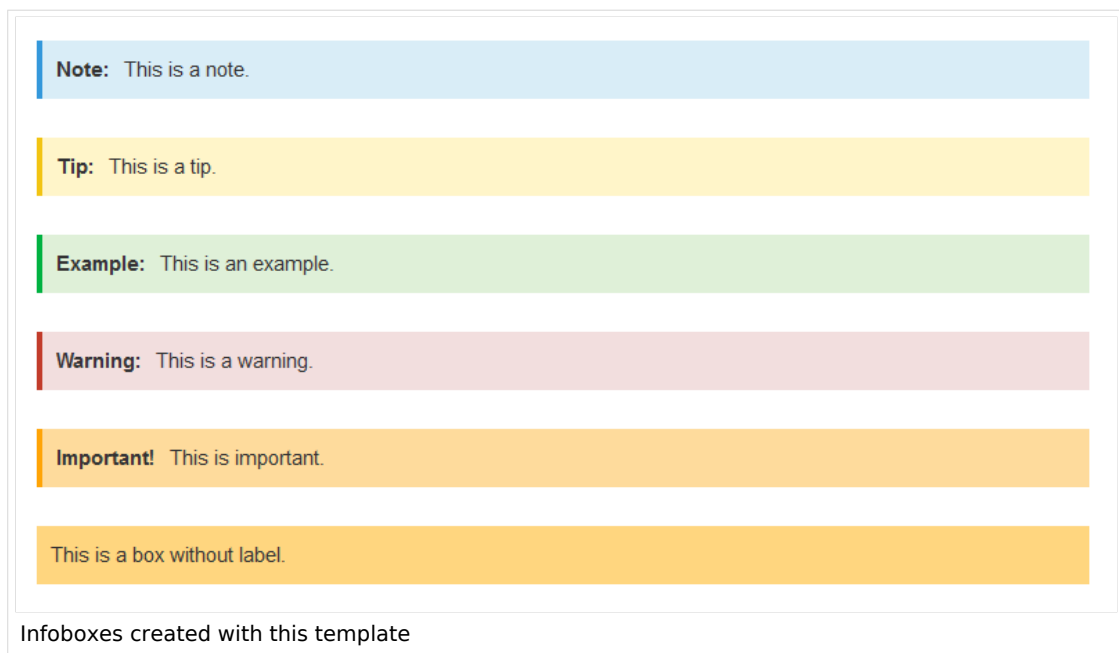 Note: This is a note.
Tip: This is a tip.
Example: This is an example.
Warning: This is a warning.
Important! This is important.
This is a box without label.
Infoboxes created with this template